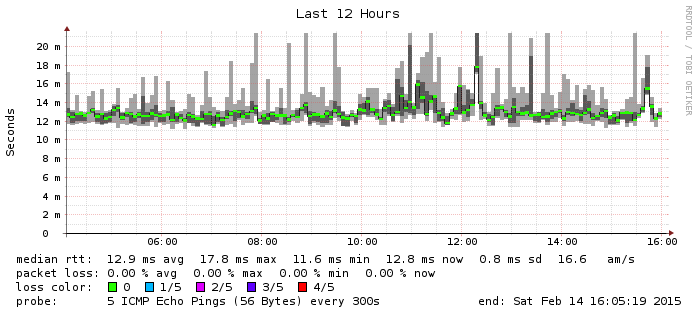 Last 12 Hours
RRDTOOL / TOBI OETIKER
Seconds
20 m
18 m
16 m
14 m
12 m
10 m
8 m
6 m
4 m
2 m
0
06:00 08:00 10:00 12:00 14:00 16:00
median rtt: 12.9 ms avg 17.8 ms max 11.6 ms min 12.8 ms now 0.8 ms sd 16.6 am/s
packet loss: 0.00 % avg 0.00 % max 0.00 % min 0.00 % now
loss color: 0 1/5 2/5 3/5 4/5
probe: 5 ICMP Echo Pings (56 Bytes) every 300s end: Sat Feb 14 16:05:19 2015